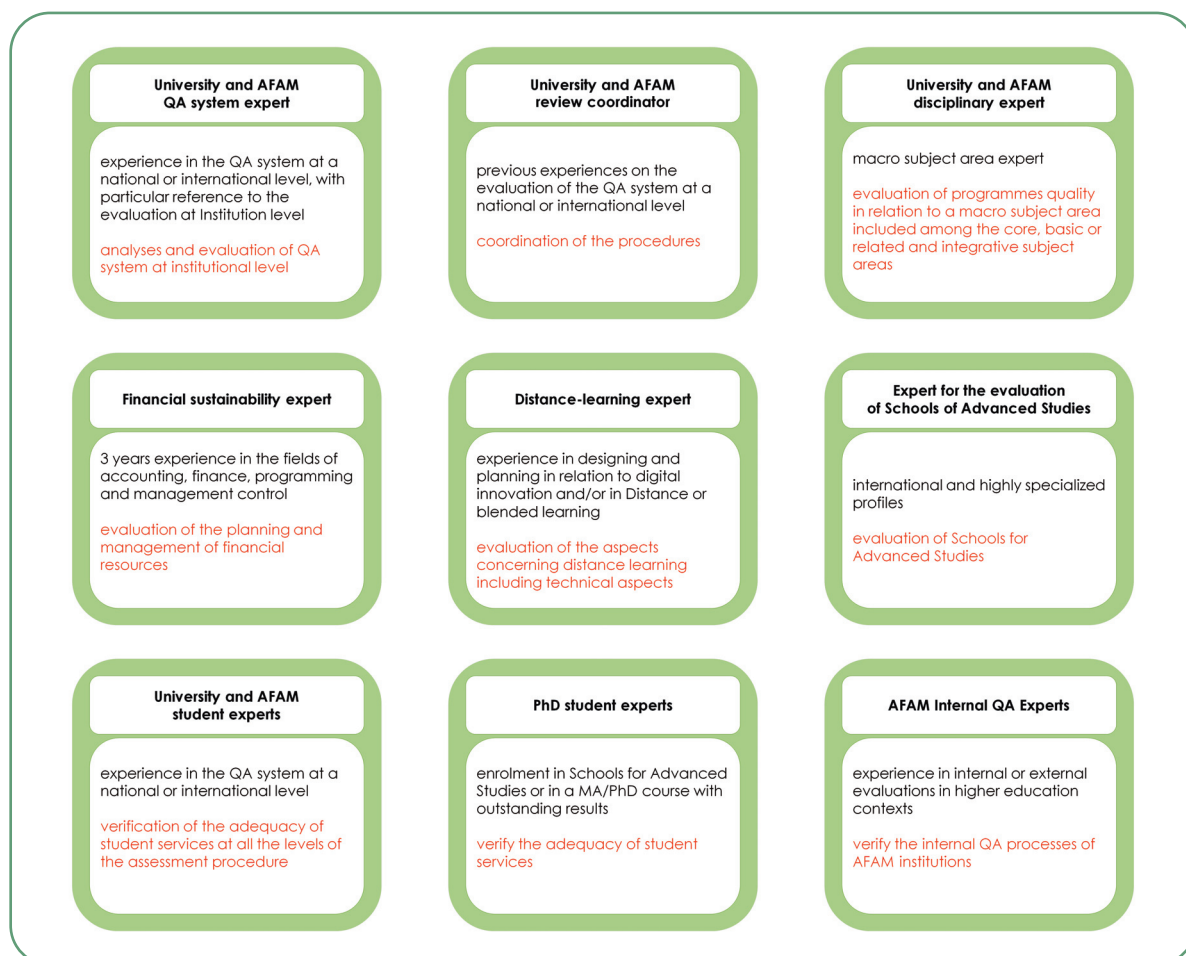 University and AFAM
QA system expert
experience in the QA system at a
national or international level, with
particular reference to the
evaluation at Institution level
analyses and evaluation of QA
system at institutional level
University and AFAM
review coordinator
previous experiences on the
evaluation of the QA system at a
national or international level
coordination of the procedures
University and AFAM
disciplinary expert
macro subject area expert
evaluation of programmes quality
in relation to a macro subject area
included among the core, basic or
related and integrative subject
areas
Financial sustainability expert
3 years experience in the fields of
accounting, finance, programming
and management control
evaluation of the planning and
management of financial
resources
Distance-learning expert
experience in designing and
planning in relation to digital
innovation and/or in Distance or
blended learning
evaluation of the aspects
concerning distance learning
including technical aspects
Expert for the evaluation
of Schools of Advanced Studies
international and highly specialized
profiles
evaluation of Schools for
Advanced Studies
University and AFAM
student experts
experience in the QA system at a
national or international level
verification of the adequacy of
student services at all the levels of
the assessment procedure
PhD student experts
enrolment in Schools for Advanced
Studies or in a MA/PhD course with
outstanding results
verify the adequacy of student
services
AFAM Internal QA Experts
experience in internal or external
evaluations in higher education
contexts
verify the internal QA processes of
AFAM institutions